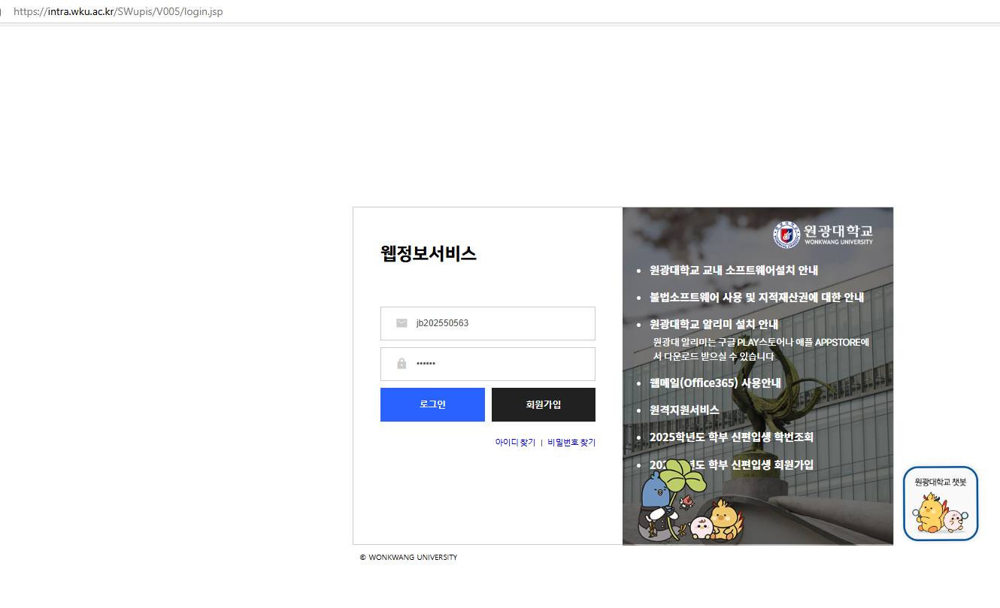 https://intra.wku.ac.kr/SWupis/V005/login.jsp
웹정보서비스
jb202550563
••••••
로그인
회원가입
아이디 찾기 | 비밀번호 찾기
원광대학교
WONKWANG UNIVERSITY
• 원광대학교 교내 소프트웨어설치 안내
• 불법소프트웨어 사용 및 지적재산권에 대한 안내
• 원광대학교 알리미 설치 안내
원광대 알리미는 구글 PLAY스토어나 애플 APPSTORE에
서 다운로드 받으실 수 있습니다
• 웹메일(Office365) 사용안내
• 원격지원서비스
• 2025학년도 학부 신편입생 학번조회
• 202 년도 학부 신편입생 회원가입
원광대학교 챗봇
© WONKWANG UNIVERSITY